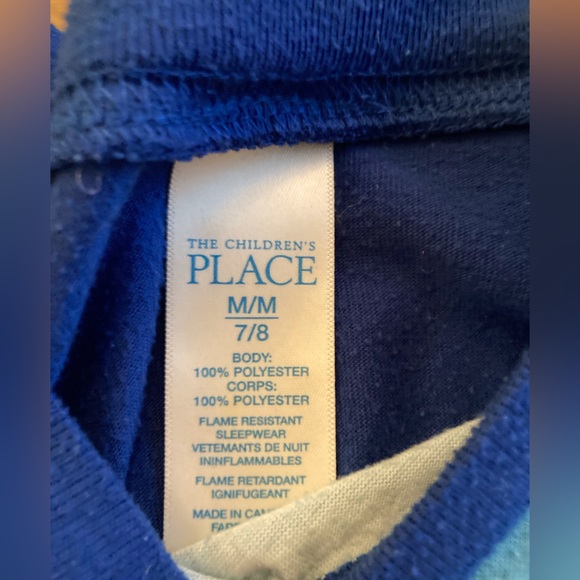 THE CHILDREN'S
PLACE
M/M
7/8
BODY:
100% POLYESTER
CORPS:
100% POLYESTER
FLAME RESISTANT
SLEEPWEAR
VETEMENTS DE NUIT
ININFLAMMABLES
FLAME RETARDANT
IGNIFUGEANT
MADE IN